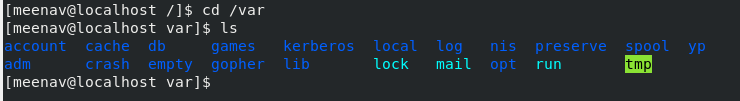 [meenav@localhost /]$ cd /var
[meenav@localhost var]$ ls
account cache db games kerberos local log nis preserve spool yp
adm crash empty gopher lib lock mail opt run tmp
[meenav@localhost var]$